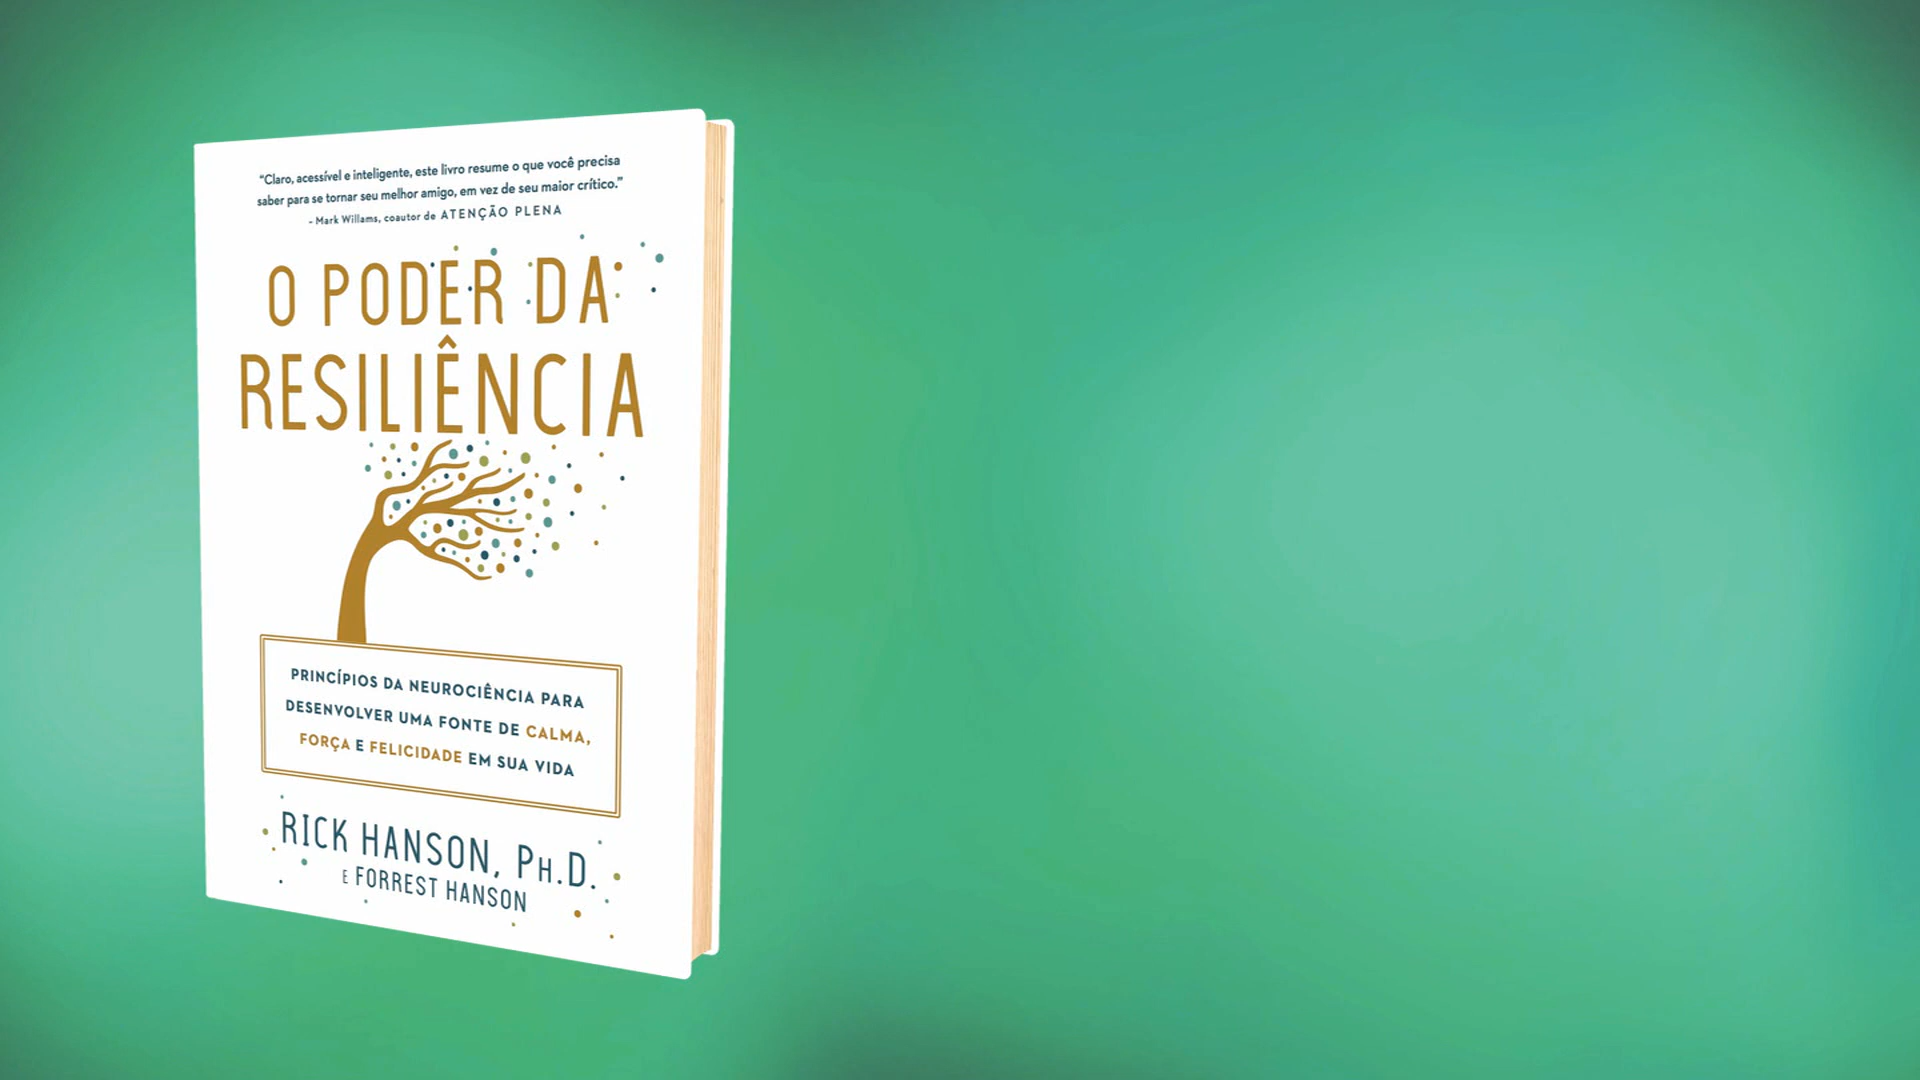 “Claro, acessível e inteligente, este livro resume o que você precisa
saber para se tornar seu melhor amigo, em vez de seu maior crítico.”
- Mark Willams, coautor de ATENÇÃO PLENA
O PODER DA
RESILIÊNCIA
PRINCÍPIOS DA NEUROCIÊNCIA PARA
DESENVOLVER UMA FONTE DE CALMA,
FORÇA E FELICIDADE EM SUA VIDA
RICK HANSON, PH.D.
E FORREST HANSON